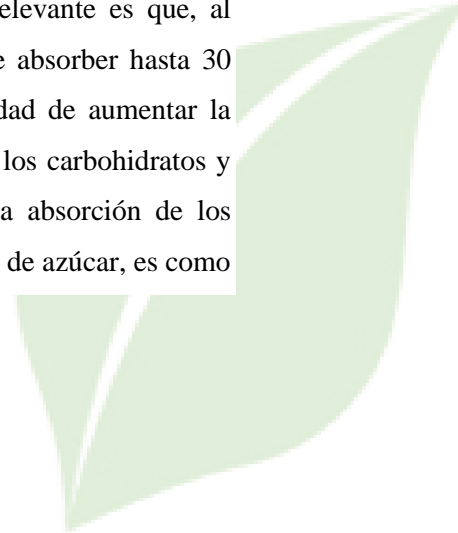 elevante es que, al
e absorber hasta 30
dad de aumentar la
los carbohidratos y
a absorción de los
de azúcar, es como